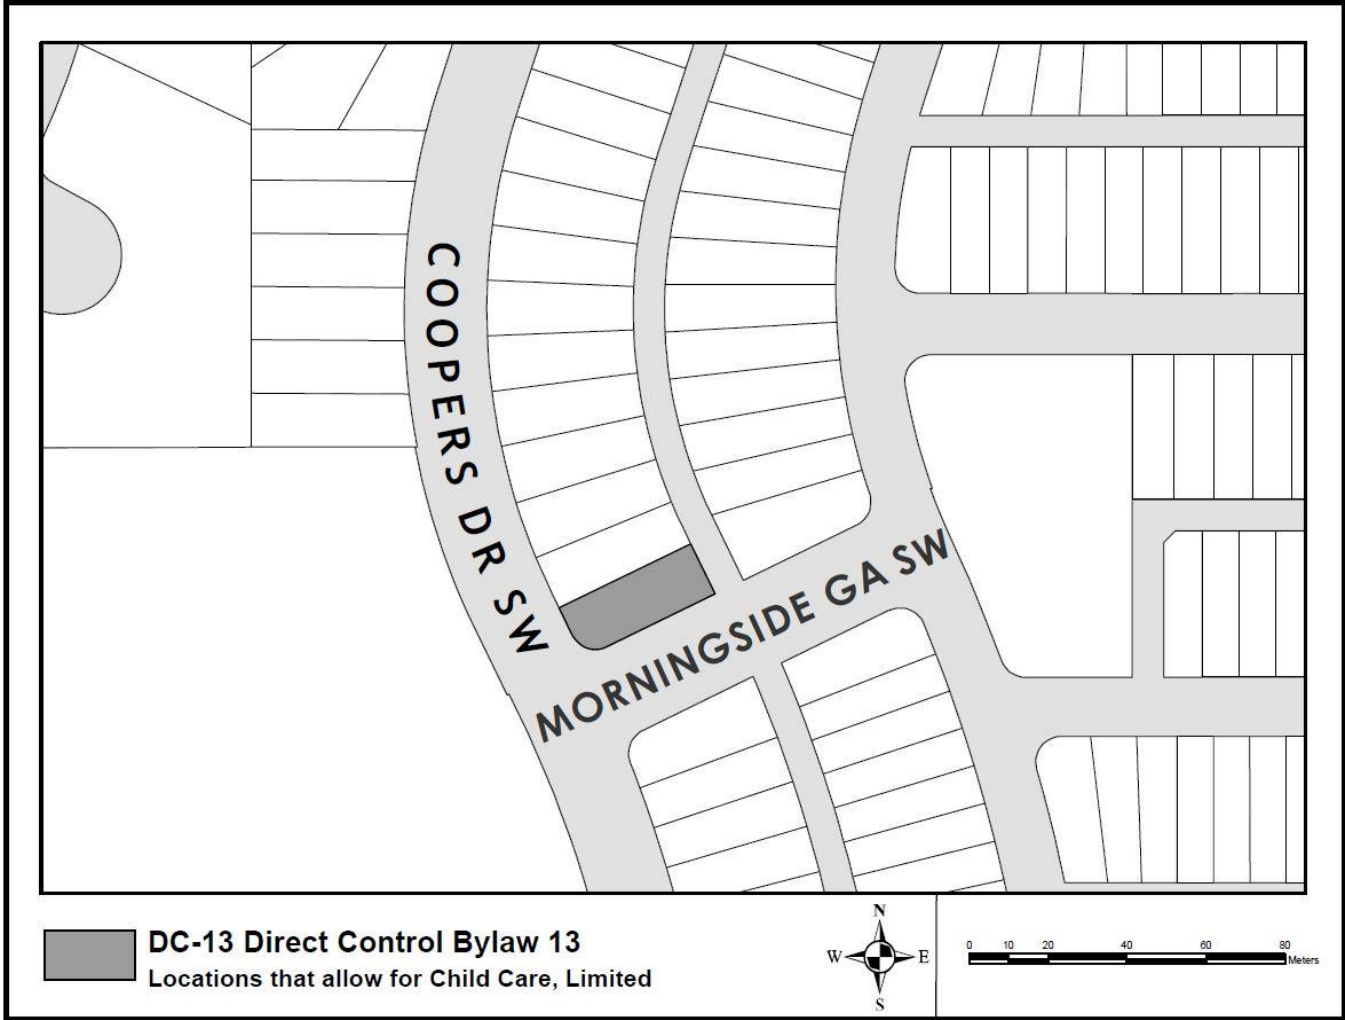 COOPERS DR SW
MORNINGSIDE GA SW
DC-13 Direct Control Bylaw 13
Locations that allow for Child Care, Limited
N
W E
S
0 10 20 40 60 80
Meters